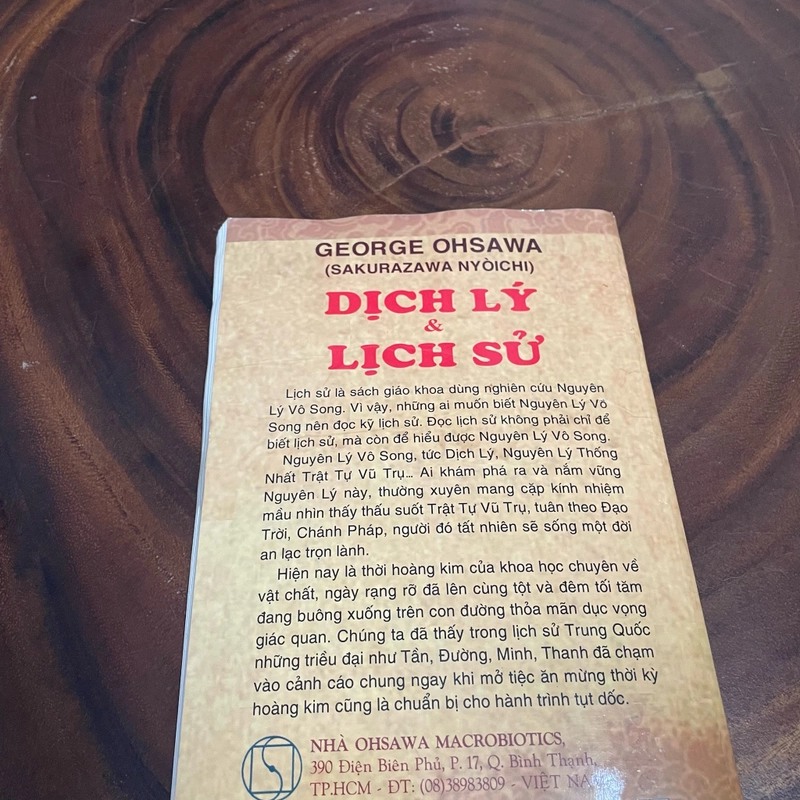 GEORGE OHSAWA
(SAKURAZAWA NYÒICHI)
DỊCH LÝ
&
LỊCH SỬ
Lịch sử là sách giáo khoa dùng nghiên cứu Nguyên
Lý Vô Song. Vì vậy, những ai muốn biết Nguyên Lý Vô
Song nên đọc kỹ lịch sử. Đọc lịch sử không phải chỉ để
biết lịch sử, mà còn để hiểu được Nguyên Lý Vô Song.
Nguyên Lý Vô Song, tức Dịch Lý, Nguyên Lý Thống
Nhất Trật Tự Vũ Trụ... Ai khám phá ra và nắm vững
Nguyên Lý này, thường xuyên mang cặp kính nhiệm
mầu nhìn thấy thấu suốt Trật Tự Vũ Trụ, tuân theo Đạo
Trời, Chánh Pháp, người đó tất nhiên sẽ sống một đời
an lạc trọn lành.
Hiện nay là thời hoàng kim của khoa học chuyên về
vật chất, ngày rạng rỡ đã lên cùng tột và đêm tối tăm
đang buông xuống trên con đường thỏa mãn dục vọng
giác quan. Chúng ta đã thấy trong lịch sử Trung Quốc
những triều đại như Tần, Đường, Minh, Thanh đã chạm
vào cảnh cáo chung ngay khi mở tiệc ăn mừng thời kỳ
hoàng kim cũng là chuẩn bị cho hành trình tụt dốc.
NHÀ OHSAWA MACROBIOTICS,
390 Điện Biên Phủ, P. 17, Q. Bình Thạnh,
TP.HCM - ĐT: (08)38983809 - VIỆT NA